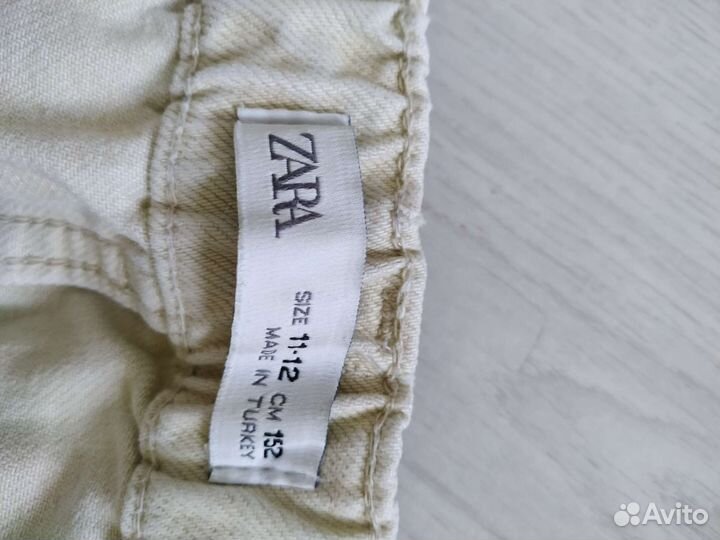 ZARA
SIZE 11-12 CM 152
MADE IN TURKEY
Avito